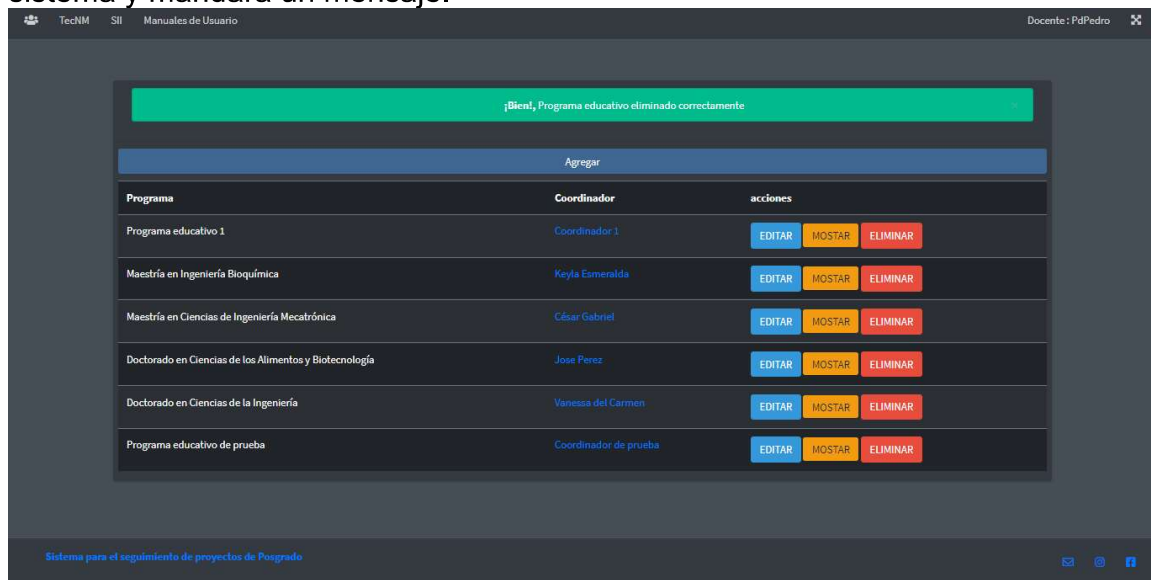 sistema y mandará un mensaje.
TecNM SII Manuales de Usuario Docente : PdPedro
¡Bien!, Programa educativo eliminado correctamente
Agregar
Programa Coordinador acciones
Programa educativo 1 Coordinador 1 EDITAR MOSTAR ELIMINAR
Maestría en Ingeniería Bioquímica Keyla Esmeralda EDITAR MOSTAR ELIMINAR
Maestría en Ciencias de Ingeniería Mecatrónica César Gabriel EDITAR MOSTAR ELIMINAR
Doctorado en Ciencias de los Alimentos y Biotecnología Jose Perez EDITAR MOSTAR ELIMINAR
Doctorado en Ciencias de la Ingeniería Vanessa del Carmen EDITAR MOSTAR ELIMINAR
Programa educativo de prueba Coordinador de prueba EDITAR MOSTAR ELIMINAR
Sistema para el seguimiento de proyectos de Posgrado